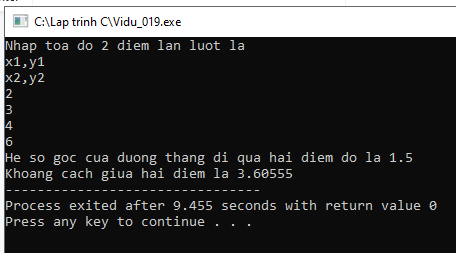 C:\Lap trinh C\Vidu_019.exe
Nhap toa do 2 diem lan luot la
x1,y1
x2,y2
2
3
4
6
He so goc cua duong thang di qua hai diem do la 1.5
Khoang cach giua hai diem la 3.60555
--------------------------------
Process exited after 9.455 seconds with return value 0
Press any key to continue . . .